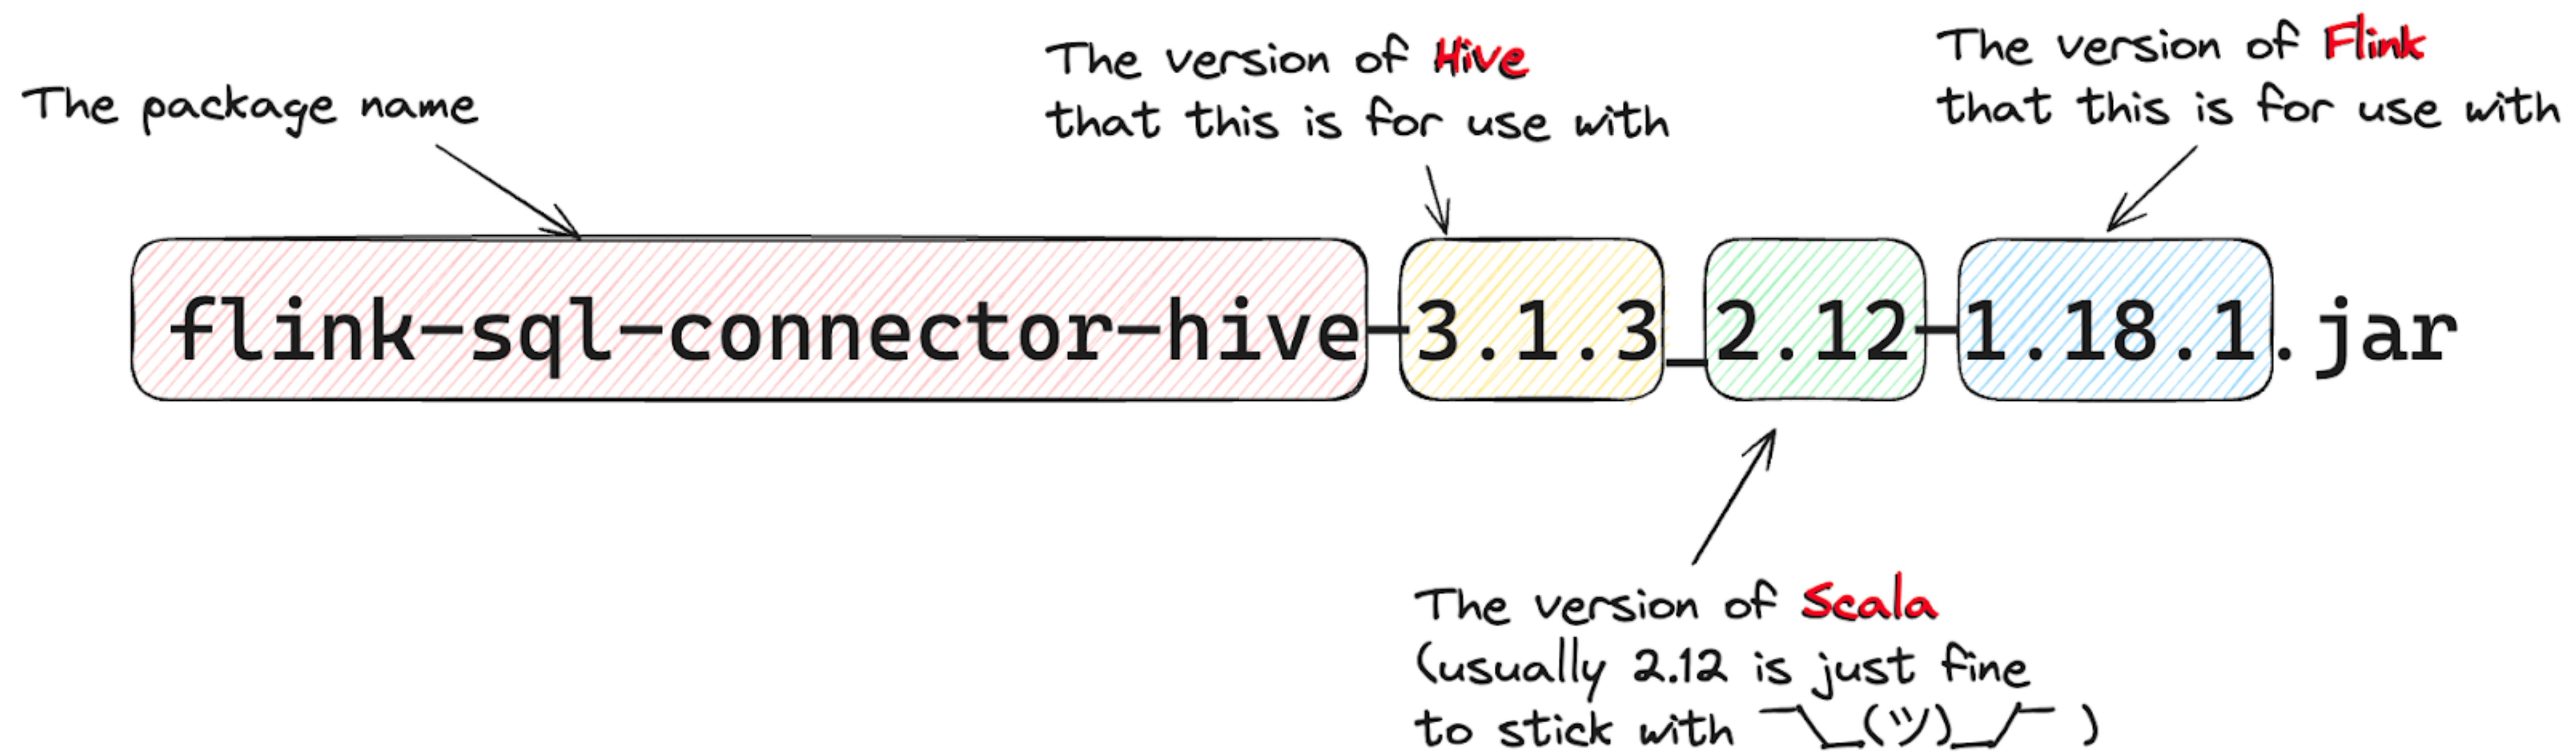 The package name
The version of Hive
that this is for use with
The version of Flink
that this is for use with
flink-sql-connector-hive-3.1.3_2.12-1.18.1.jar
The version of Scala
(usually 2.12 is just fine
to stick with ¯\_(ツ)_/¯ )